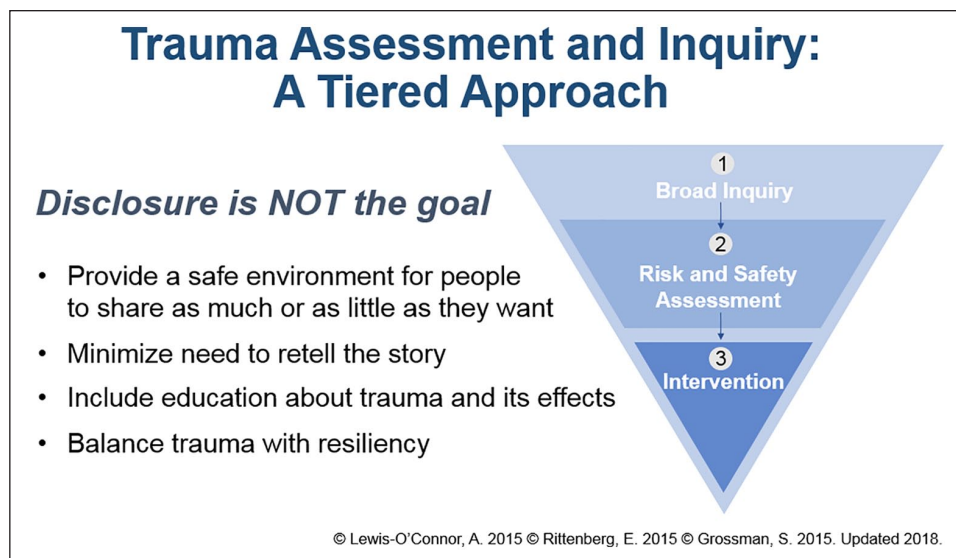 Trauma Assessment and Inquiry:
A Tiered Approach
Disclosure is NOT the goal
• Provide a safe environment for people
to share as much or as little as they want
• Minimize need to retell the story
• Include education about trauma and its effects
• Balance trauma with resiliency
1
Broad Inquiry
2
Risk and Safety
Assessment
3
Intervention
© Lewis-O’Connor, A. 2015 © Rittenberg, E. 2015 © Grossman, S. 2015. Updated 2018.